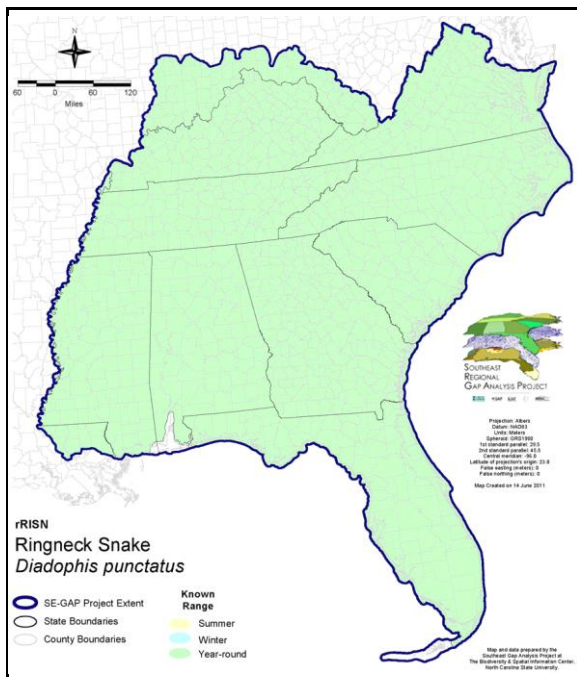 N
60 0 60 120
Miles
SOUTHEAST
REGIONAL
GAP ANALYSIS PROJECT
Projection: Albers
Datum: NAD83
Units: Meters
Spheroid: GRS1980
1st standard parallel: 29.5
2nd standard parallel: 45.5
Central meridian: -96.0
Latitude of projection's origin: 23.0
False easting (meters): 0
False northing (meters): 0
Map Created on 14 June 2011
rRISN
Ringneck Snake
Diadophis punctatus
SE-GAP Project Extent
State Boundaries
County Boundaries
Known
Range
Summer
Winter
Year-round
Map and data prepared by the
Southeast Gap Analysis Project at
The Biodiversity & Spatial Information Center,
North Carolina State University.